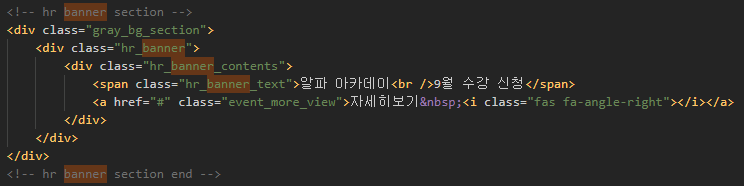 <!-- hr banner section -->
<div class="gray_bg_section">
<div class="hr_banner">
<div class="hr_banner_contents">
<span class="hr_banner_text">알파 아카데이<br />9월 수강 신청</span>
<a href="#" class="event_more_view">자세히보기&nbsp;<i class="fas fa-angle-right"></i></a>
</div>
</div>
</div>
<!-- hr banner section end -->